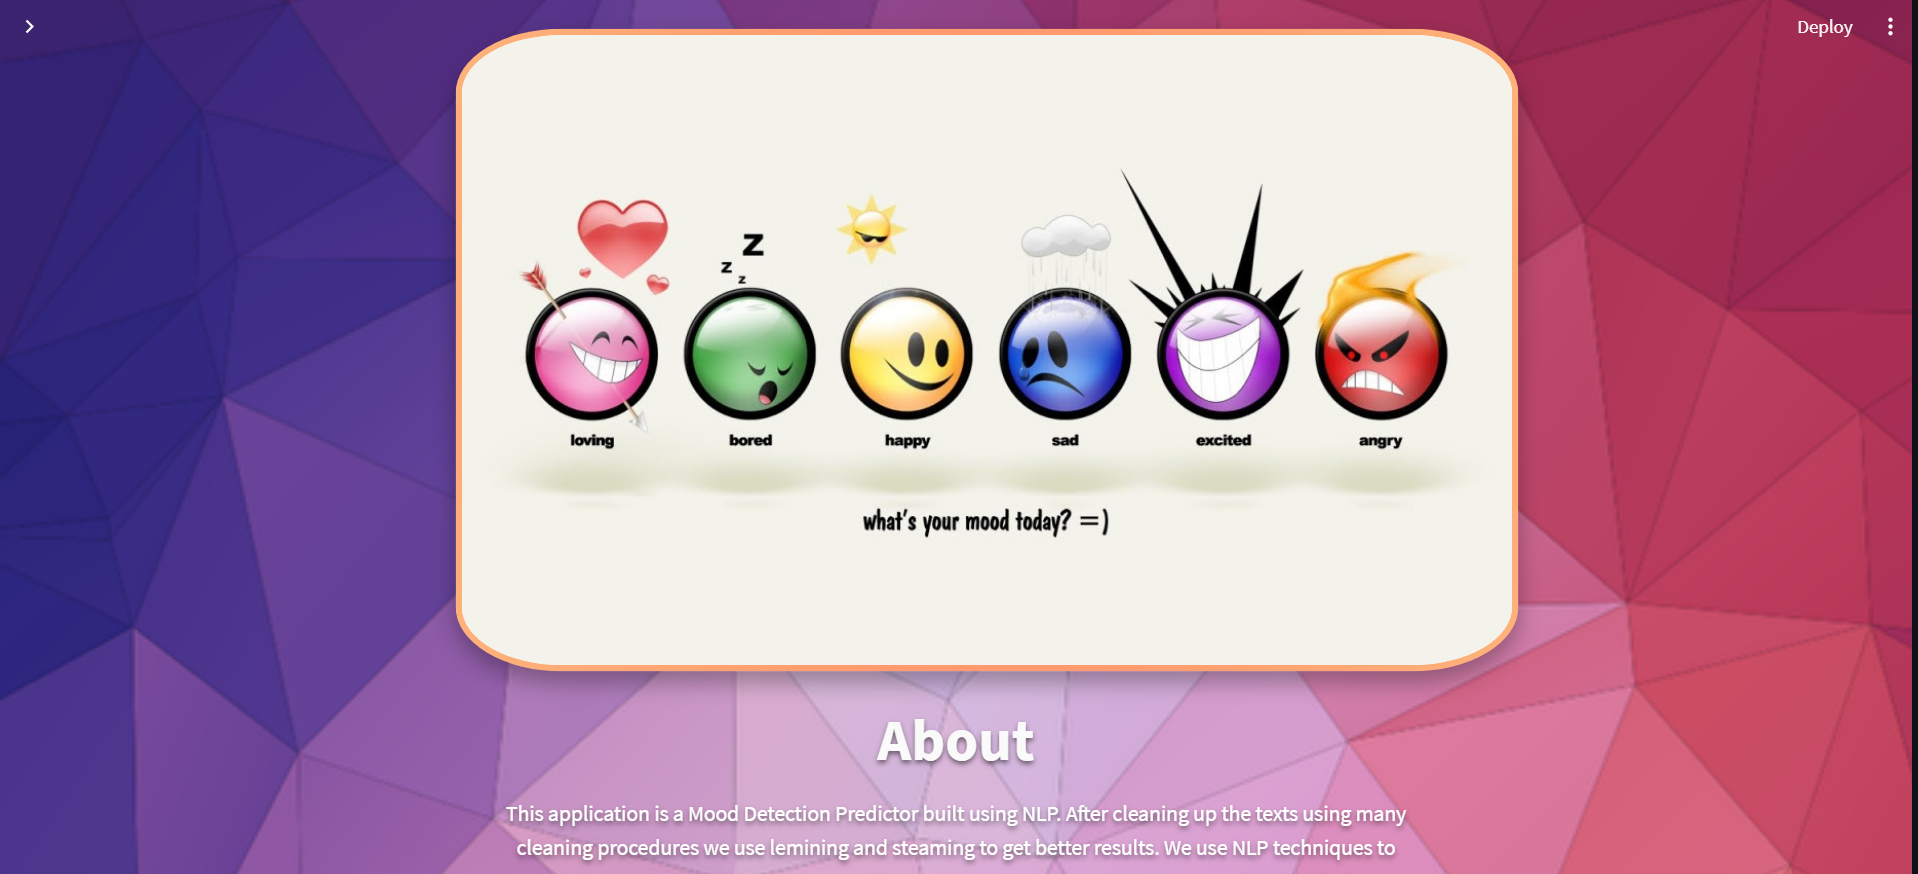 Deploy
z
z
z
loving bored happy sad excited angry
what's your mood today? =)
About
This application is a Mood Detection Predictor built using NLP. After cleaning up the texts using many
cleaning procedures we use lemining and steaming to get better results. We use NLP techniques to